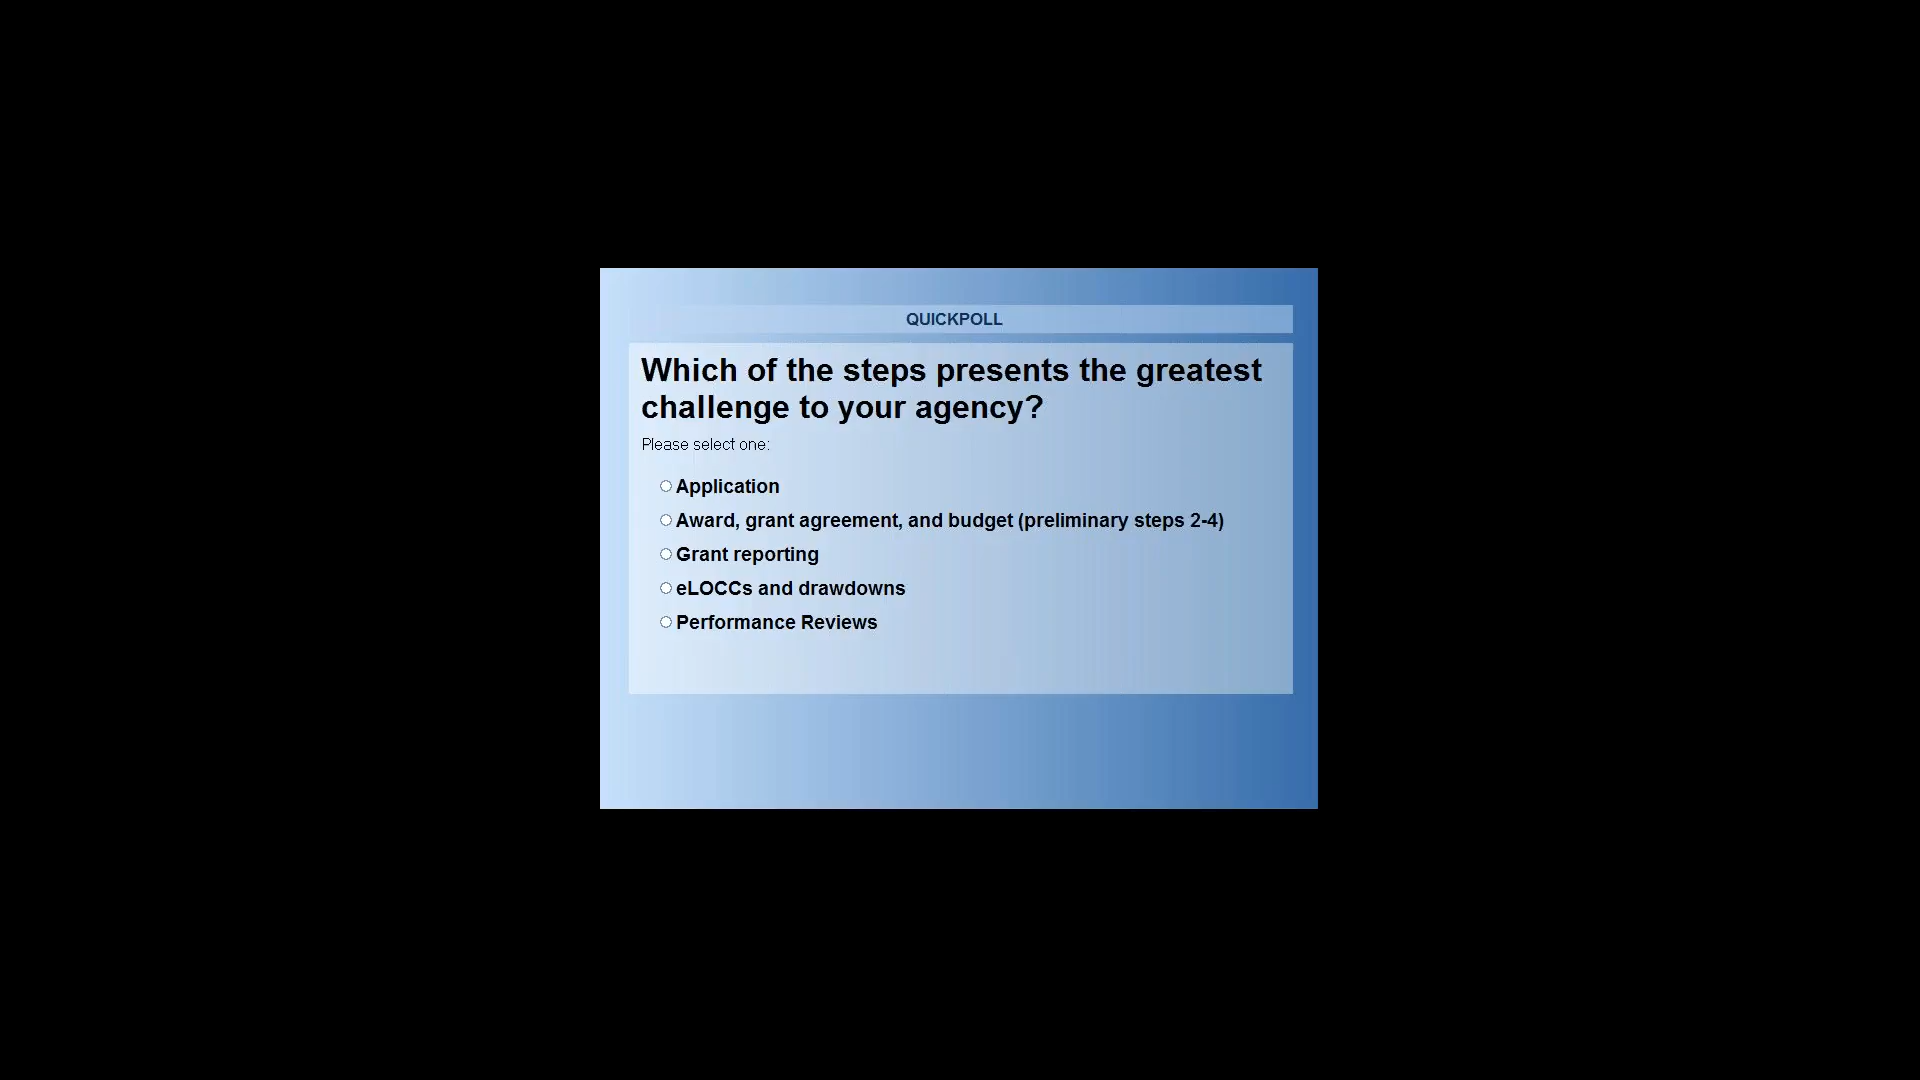 QUICKPOLL
Which of the steps presents the greatest
challenge to your agency?
Please select one:
Application
Award, grant agreement, and budget (preliminary steps 2-4)
Grant reporting
eLOCCs and drawdowns
Performance Reviews